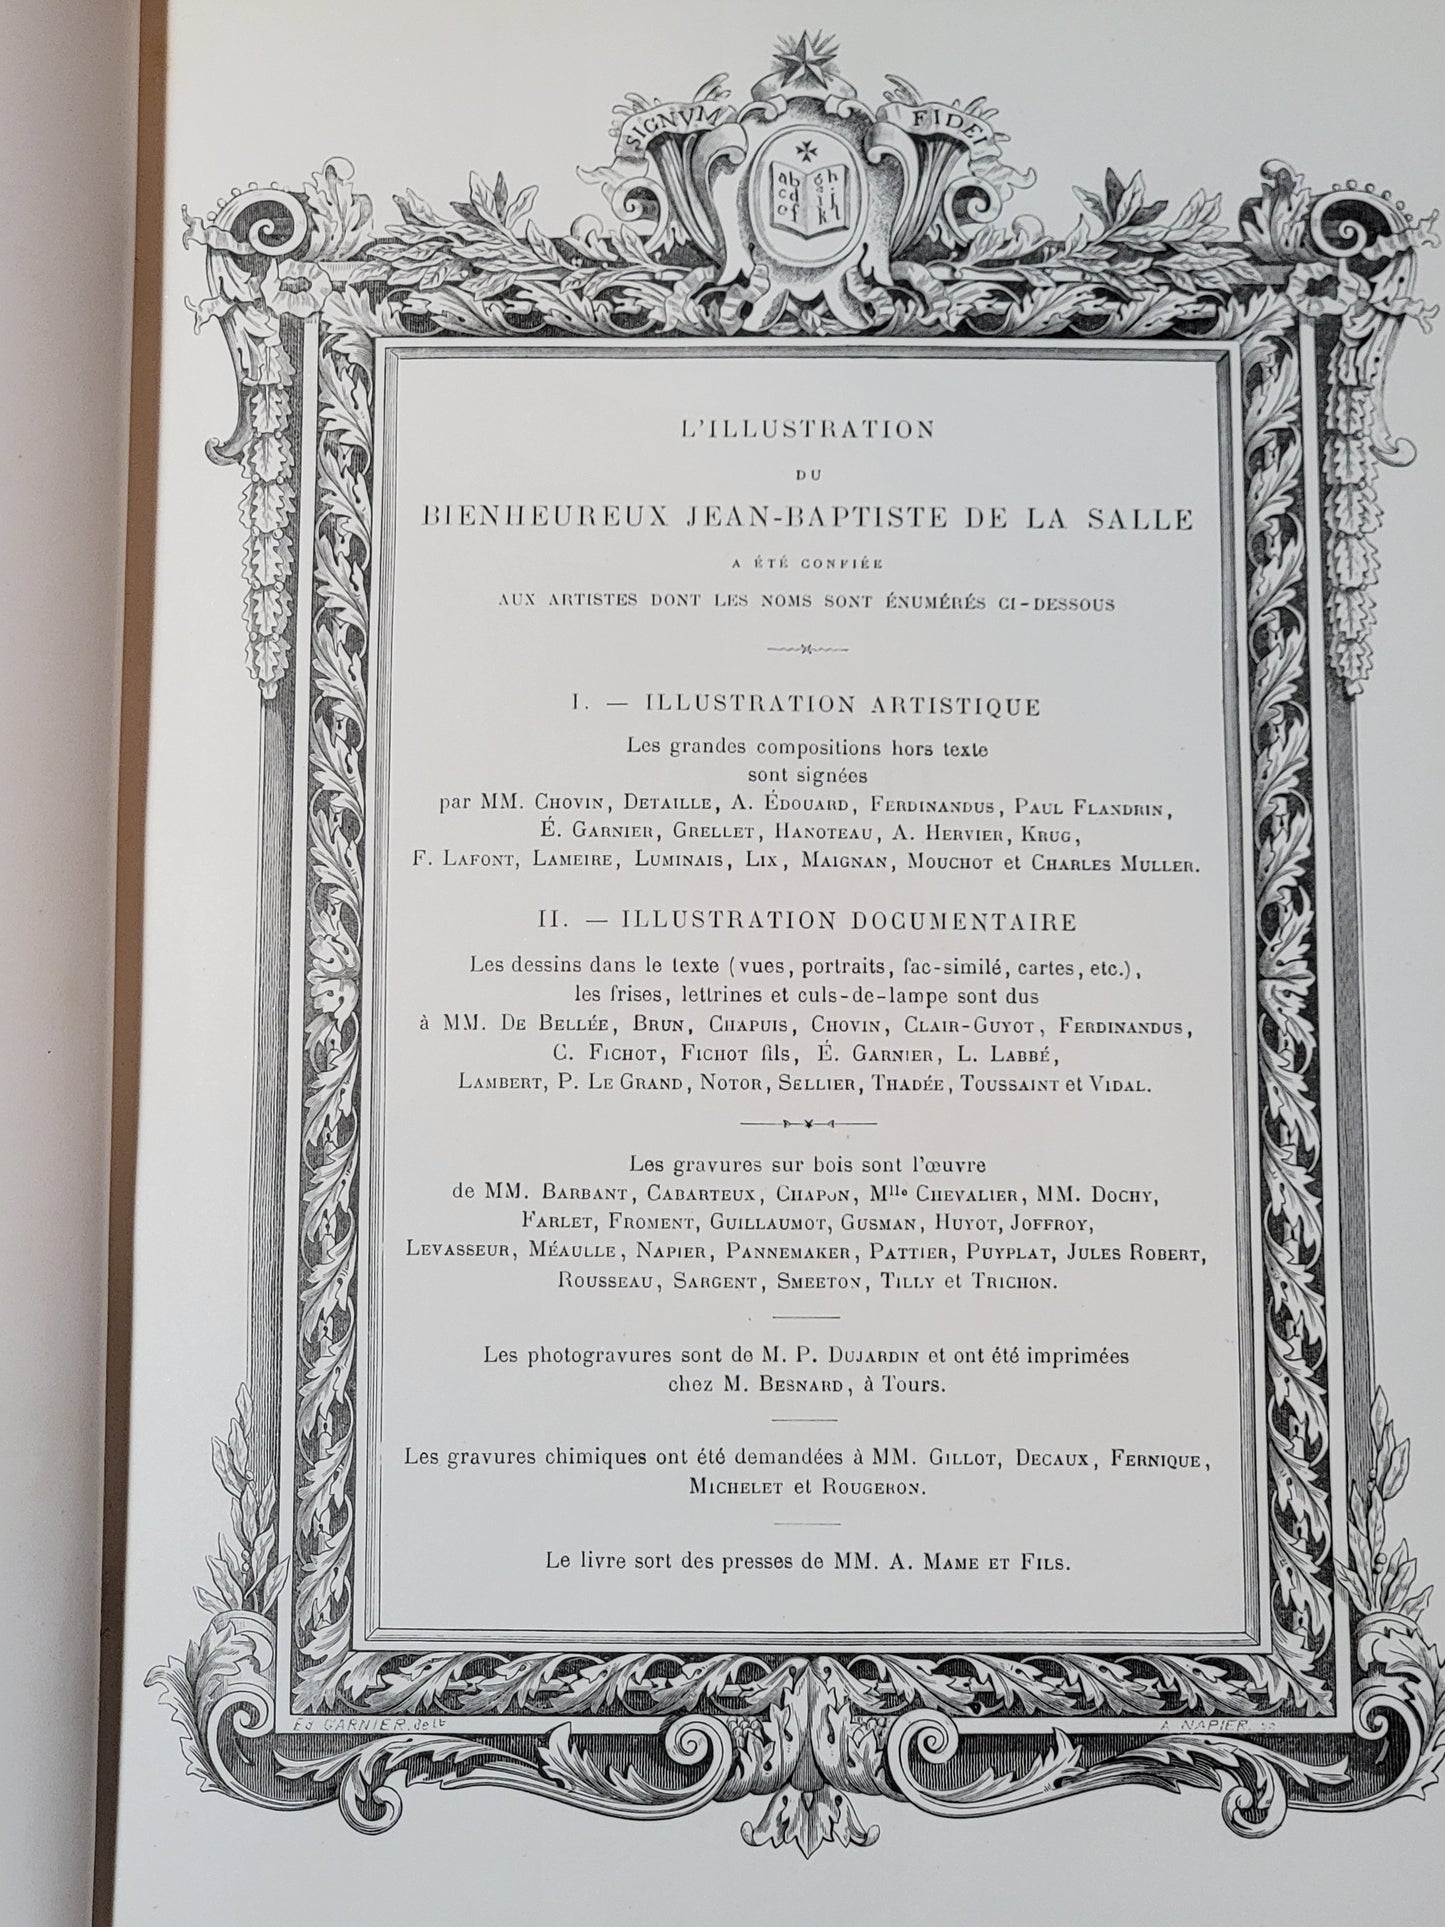 SIGNVM FIDEI
ab gh
cd ij
ef kl
L'ILLUSTRATION
DU
BIENHEUREUX JEAN-BAPTISTE DE LA SALLE
A ÉTÉ CONFIÉE
AUX ARTISTES DONT LES NOMS SONT ÉNUMÉRÉS CI-DESSOUS
I. — ILLUSTRATION ARTISTIQUE
Les grandes compositions hors texte
sont signées
par MM. CHOVIN, DETAILLE, A. ÉDOUARD, FERDINANDUS, PAUL FLANDRIN,
É. GARNIER, GRELLET, HANOTEAU, A. HERVIER, KRUG,
F. LAFONT, LAMEIRE, LUMINAIS, LIX, MAIGNAN, MOUCHOT et CHARLES MULLER.
II. — ILLUSTRATION DOCUMENTAIRE
Les dessins dans le texte (vues, portraits, fac-similé, cartes, etc.),
les frises, lettrines et culs-de-lampe sont dus
à MM. DE BELLÉE, BRUN, CHAPUIS, CHOVIN, CLAIR-GUYOT, FERDINANDUS,
C. FICHOT, FICHOT fils, É. GARNIER, L. LABBÉ,
LAMBERT, P. LE GRAND, NOTOR, SELLIER, THADÉE, TOUSSAINT et VIDAL.
Les gravures sur bois sont l'œuvre
de MM. BARBANT, CABARTEUX, CHAPON, Mlle CHEVALIER, MM. DOCHY,
FARLET, FROMENT, GUILLAUMOT, GUSMAN, HUYOT, JOFFROY,
LEVASSEUR, MÉAULLE, NAPIER, PANNEMAKER, PATTIER, PUYPLAT, JULES ROBERT,
ROUSSEAU, SARGENT, SMEETON, TILLY et TRICHON.
Les photogravures sont de M. P. DUJARDIN et ont été imprimées
chez M. BESNARD, à Tours.
Les gravures chimiques ont été demandées à MM. GILLOT, DECAUX, FERNIQUE,
MICHELET et ROUGERON.
Le livre sort des presses de MM. A. MAME ET FILS.
Ed GARNIER. delt A. NAPIER. sc